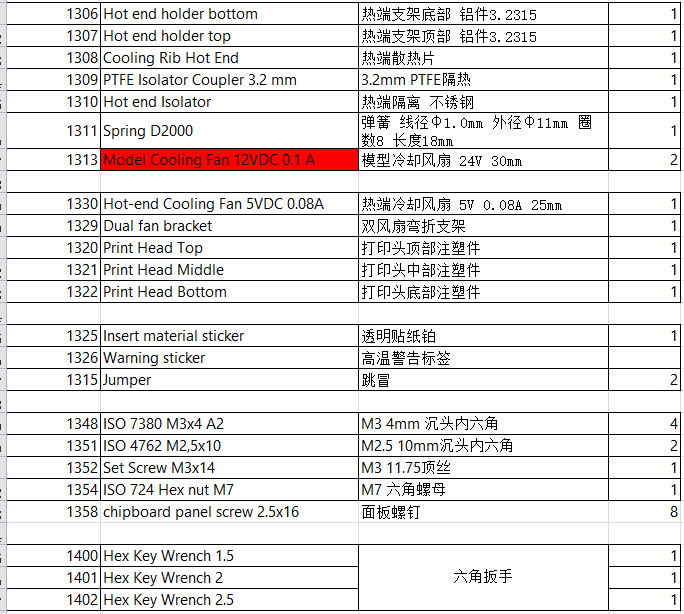 1306 Hot end holder bottom 热端支架底部 铝件3.2315 1
1307 Hot end holder top 热端支架顶部 铝件3.2315 1
1308 Cooling Rib Hot End 热端散热片 1
1309 PTFE Isolator Coupler 3.2 mm 3.2mm PTFE隔热 1
1310 Hot end Isolator 热端隔离 不锈钢 1
1311 Spring D2000 弹簧 线径Φ1.0mm 外径Φ11mm 圈 1
数8 长度18mm
1313 Model Cooling Fan 12VDC 0.1 A 模型冷却风扇 24V 30mm 2
1330 Hot-end Cooling Fan 5VDC 0.08A 热端冷却风扇 5V 0.08A 25mm 1
1329 Dual fan bracket 双风扇弯折支架 1
1320 Print Head Top 打印头顶部注塑件 1
1321 Print Head Middle 打印头中部注塑件 1
1322 Print Head Bottom 打印头底部注塑件 1
1325 Insert material sticker 透明贴纸铂 1
1326 Warning sticker 高温警告标签
1315 Jumper 跳冒 2
1348 ISO 7380 M3x4 A2 M3 4mm 沉头内六角 4
1351 ISO 4762 M2,5x10 M2.5 10mm沉头内六角 2
1352 Set Screw M3x14 M3 11.75顶丝 1
1354 ISO 724 Hex nut M7 M7 六角螺母 1
1358 chipboard panel screw 2.5x16 面板螺钉 8
1400 Hex Key Wrench 1.5 1
1401 Hex Key Wrench 2 六角扳手 1
1402 Hex Key Wrench 2.5 1